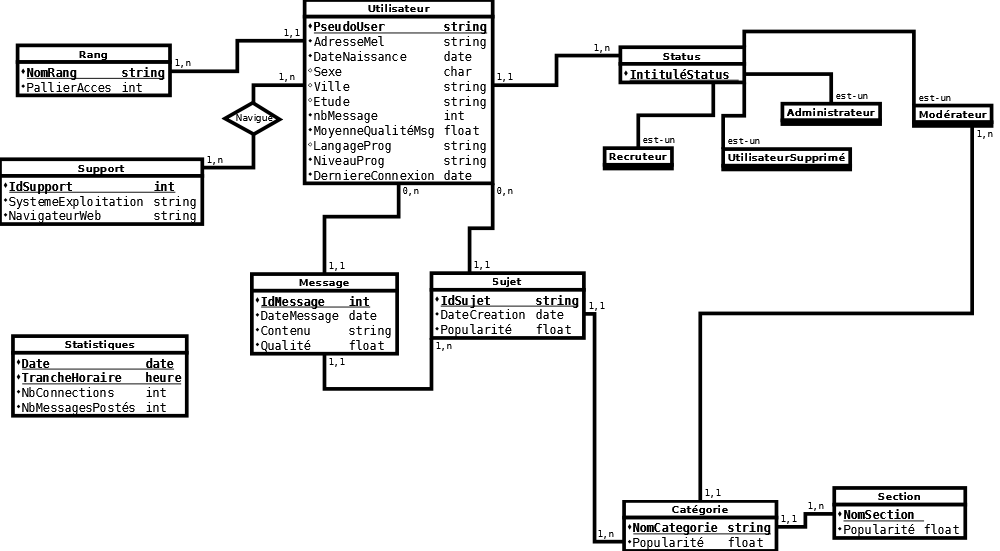 Utilisateur
PseudoUser string
AdresseMel string
DateNaissance date
Sexe char
Ville string
Etude string
nbMessage int
MoyenneQualitéMsg float
LangageProg string
NiveauProg string
DerniereConnexion date
1,1
1,n
1,1
0,n
0,n
Rang
NomRang string
PallierAcces int
1,n
Navigue
Support
IdSupport int
SystemeExploitation string
NavigateurWeb string
1,n
Status
IntituléStatus
1,n
est-un
Administrateur
est-un
Modérateur
1,n
est-un
Recruteur
est-un
UtilisateurSupprimé
Message
IdMessage int
DateMessage date
Contenu string
Qualité float
1,1
1,1
Sujet
IdSujet string
DateCreation date
Popularité float
1,1
1,1
1,n
Statistiques
Date date
TrancheHoraire heure
NbConnections int
NbMessagesPostés int
Catégorie
NomCategorie string
Popularité float
1,1
1,n
1,1
Section
NomSection
Popularité float
1,n